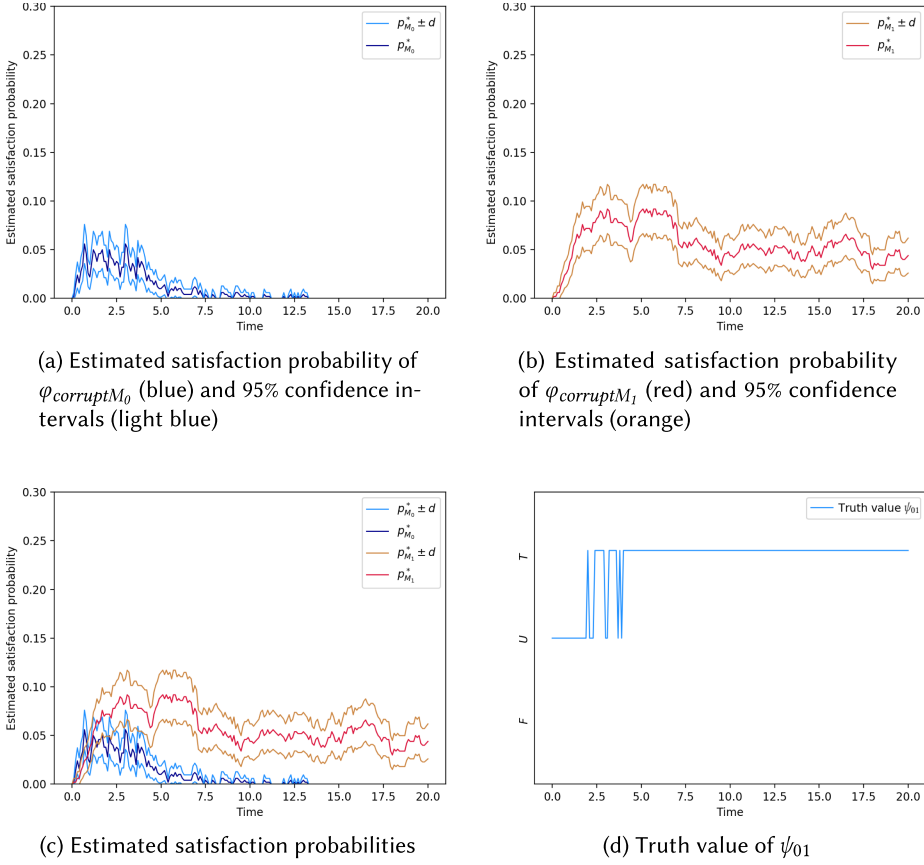 0.30
0.25
0.20
0.15
0.10
0.05
0.00
Estimated satisfaction probability
p*M0 ± d
p*M0
0.0 2.5 5.0 7.5 10.0 12.5 15.0 17.5 20.0
Time
(a) Estimated satisfaction probability of
φcorruptM0 (blue) and 95% confidence in-
tervals (light blue)
0.30
0.25
0.20
0.15
0.10
0.05
0.00
Estimated satisfaction probability
p*M1 ± d
p*M1
0.0 2.5 5.0 7.5 10.0 12.5 15.0 17.5 20.0
Time
(b) Estimated satisfaction probability
of φcorruptM1 (red) and 95% confidence
intervals (orange)
0.30
0.25
0.20
0.15
0.10
0.05
0.00
Estimated satisfaction probability
p*M0 ± d
p*M0
p*M1 ± d
p*M1
0.0 2.5 5.0 7.5 10.0 12.5 15.0 17.5 20.0
Time
(c) Estimated satisfaction probabilities
Truth value ψ01
T
U
F
0.0 2.5 5.0 7.5 10.0 12.5 15.0 17.5 20.0
Time
(d) Truth value of ψ01